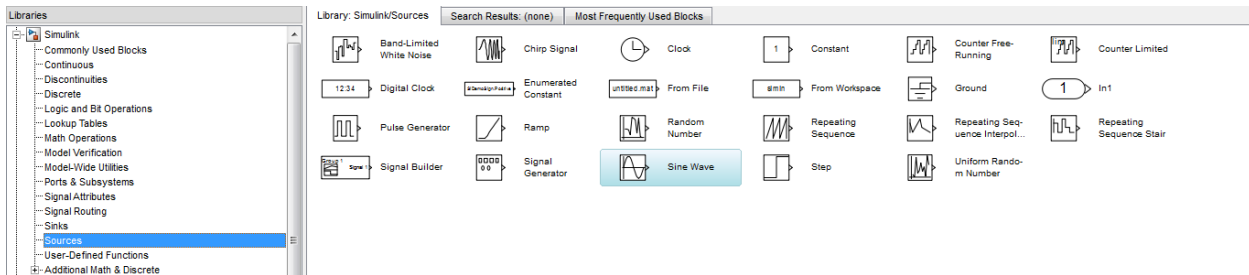 Libraries
Simulink
Commonly Used Blocks
Continuous
Discontinuities
Discrete
Logic and Bit Operations
Lookup Tables
Math Operations
Model Verification
Model-Wide Utilities
Ports & Subsystems
Signal Attributes
Signal Routing
Sinks
Sources
User-Defined Functions
Additional Math & Discrete
Library: Simulink/Sources
Search Results: (none)
Most Frequently Used Blocks
Band-Limited
White Noise
Chirp Signal
Clock
1
Constant
Counter Free-
Running
Counter Limited
12:34
Digital Clock
Enumerated
Constant
untitled.mat
From File
simin
From Workspace
Ground
1
In1
Pulse Generator
Ramp
Random
Number
Repeating
Sequence
Repeating Seq-
uence Interpol...
Repeating
Sequence Stair
Signal 1
Signal Builder
Signal
Generator
Sine Wave
Step
Uniform Rando-
m Number